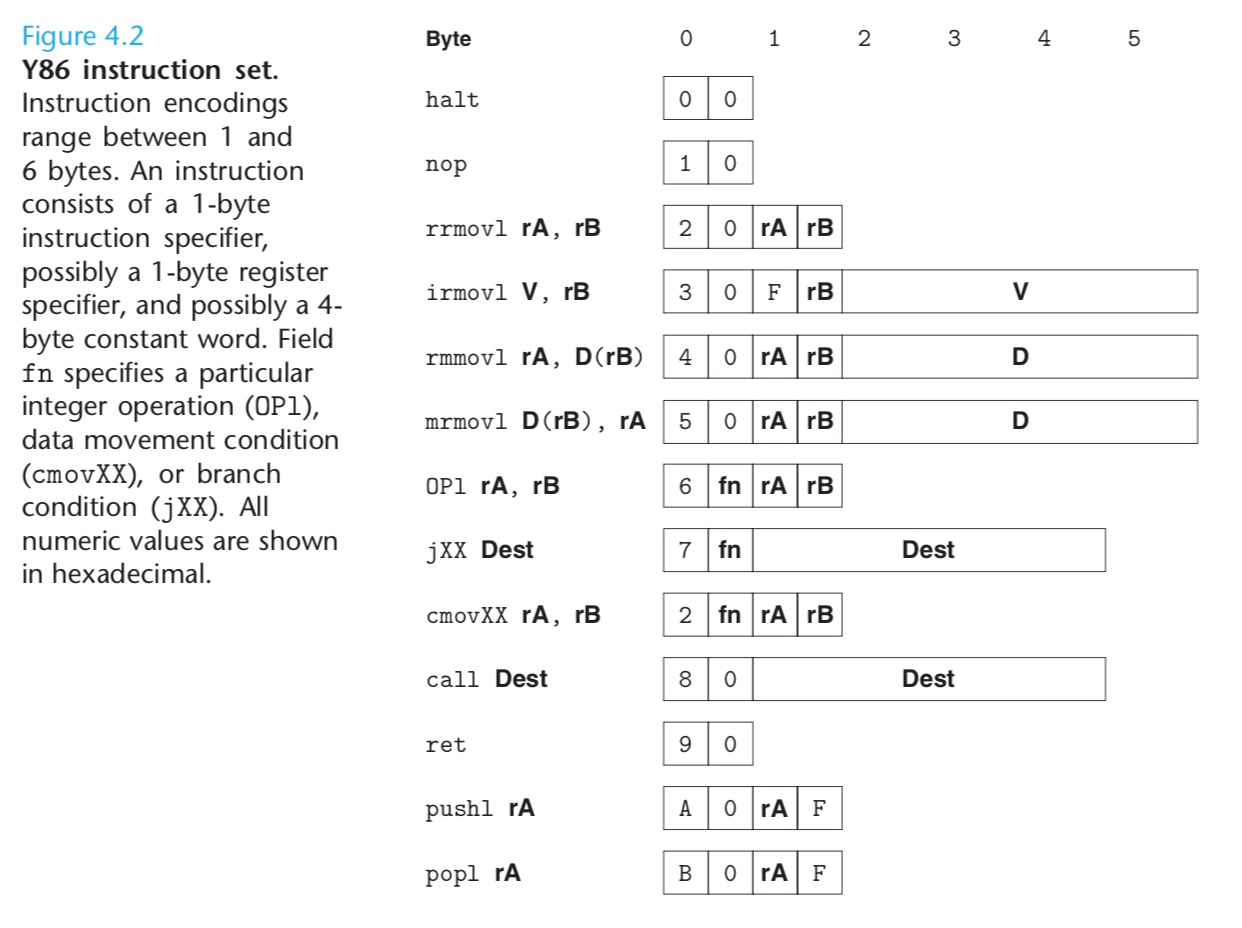 Figure 4.2
Y86 instruction set.
Instruction encodings
range between 1 and
6 bytes. An instruction
consists of a 1-byte
instruction specifier,
possibly a 1-byte register
specifier, and possibly a 4-
byte constant word. Field
fn specifies a particular
integer operation (OPl),
data movement condition
(cmovXX), or branch
condition (jXX). All
numeric values are shown
in hexadecimal.
Byte 0 1 2 3 4 5
halt 0 0
nop 1 0
rrmovl rA, rB 2 0 rA rB
irmovl V, rB 3 0 F rB V
rmmovl rA, D(rB) 4 0 rA rB D
mrmovl D(rB), rA 5 0 rA rB D
OPl rA, rB 6 fn rA rB
jXX Dest 7 fn Dest
cmovXX rA, rB 2 fn rA rB
call Dest 8 0 Dest
ret 9 0
pushl rA A 0 rA F
popl rA B 0 rA F